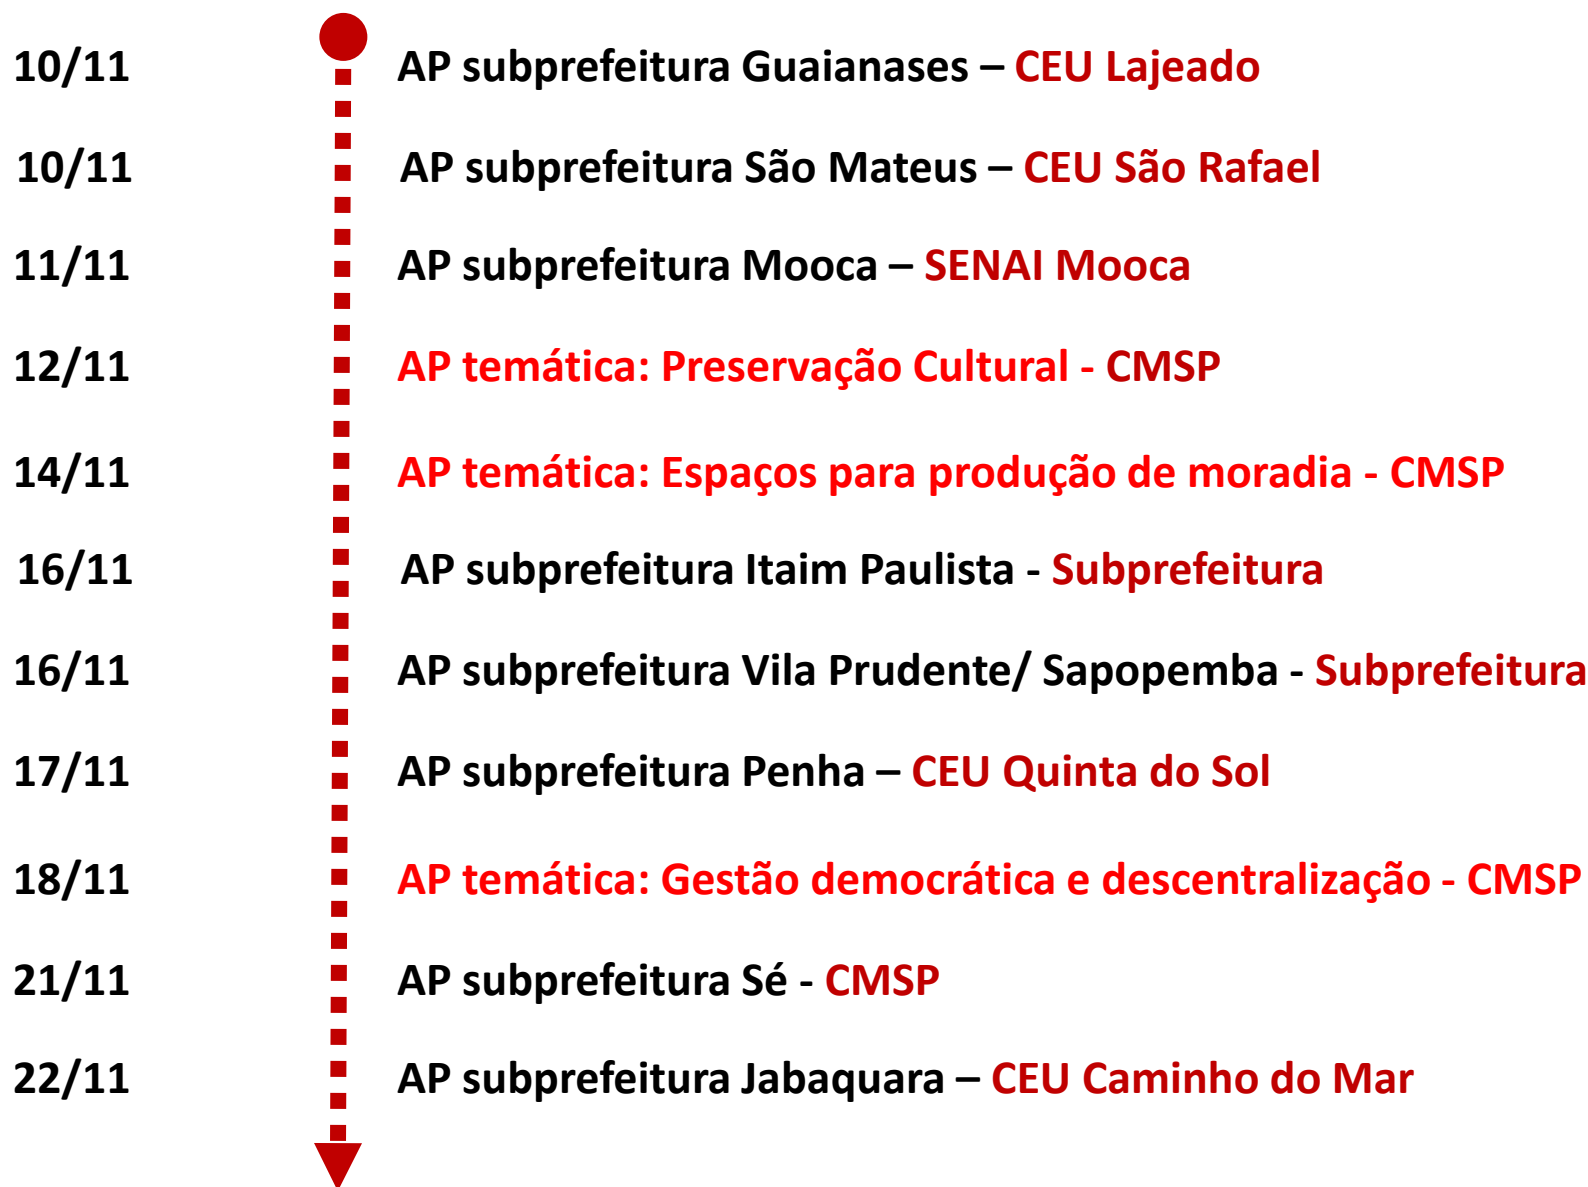 10/11 AP subprefeitura Guaianases – CEU Lajeado
10/11 AP subprefeitura São Mateus – CEU São Rafael
11/11 AP subprefeitura Mooca – SENAI Mooca
12/11 AP temática: Preservação Cultural - CMSP
14/11 AP temática: Espaços para produção de moradia - CMSP
16/11 AP subprefeitura Itaim Paulista - Subprefeitura
16/11 AP subprefeitura Vila Prudente/ Sapopemba - Subprefeitura
17/11 AP subprefeitura Penha – CEU Quinta do Sol
18/11 AP temática: Gestão democrática e descentralização - CMSP
21/11 AP subprefeitura Sé - CMSP
22/11 AP subprefeitura Jabaquara – CEU Caminho do Mar